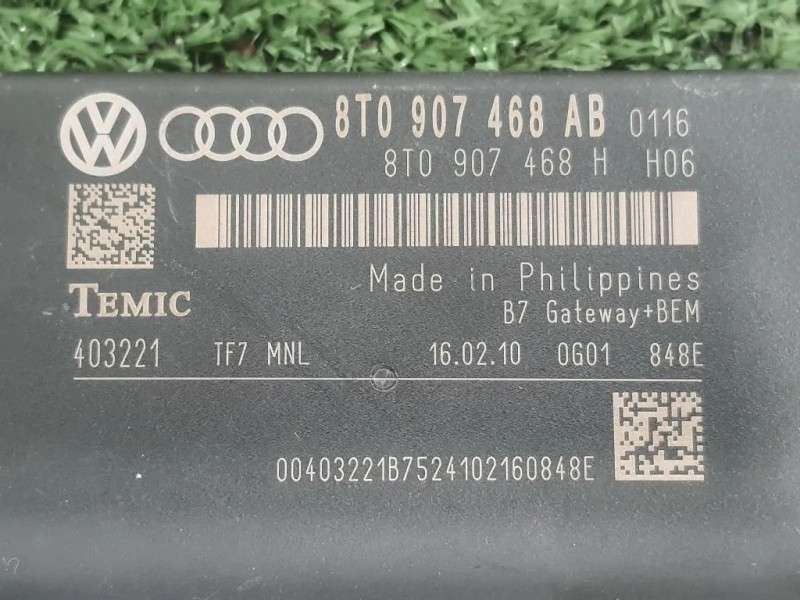 8T0 907 468 AB 0116
8T0 907 468 H H06
Made in Philippines
TEMIC
B7 Gateway+BEM
403221 TF7 MNL 16.02.10 0G01 848E
00403221B7524102160848E